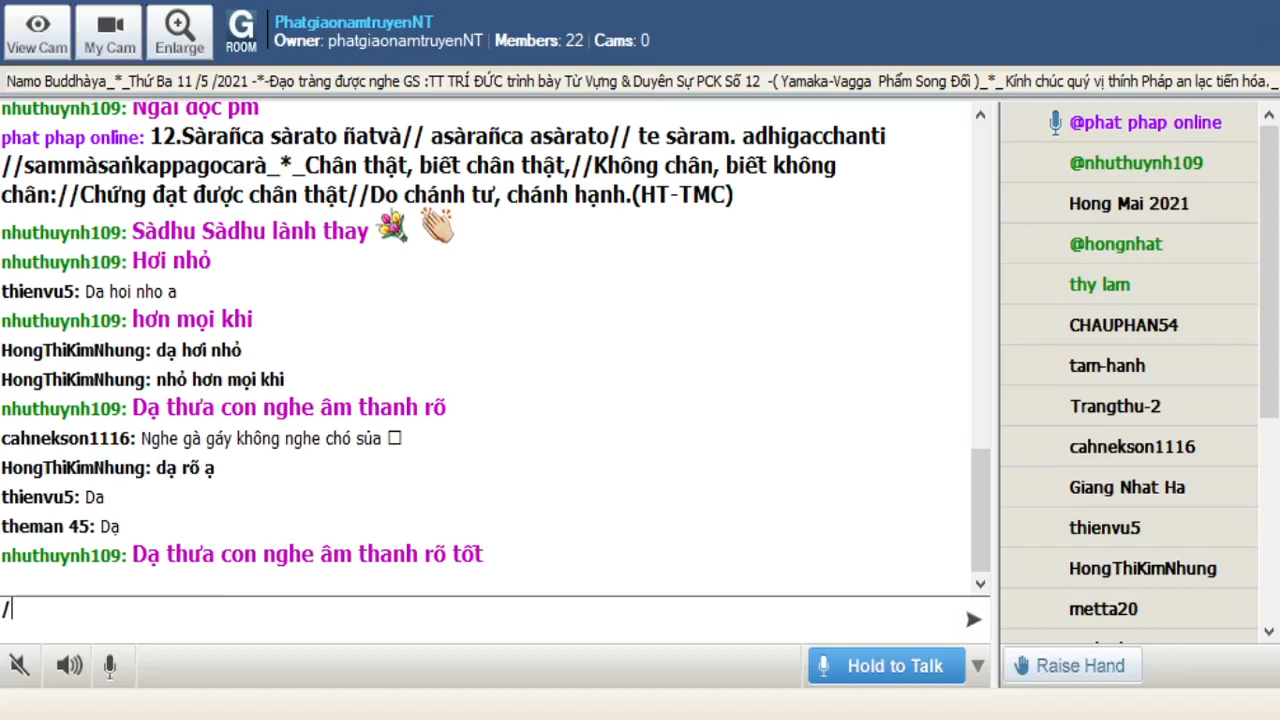 View Cam
My Cam
Enlarge
G
ROOM
PhatgiaonamtruyenNT
Owner: phatgiaonamtruyenNT | Members: 22 | Cams: 0
Namo Buddhàya_*_Thứ Ba 11 /5 /2021 -*-Đạo tràng được nghe GS :TT TRÍ ĐỨC trình bày Từ Vựng & Duyên Sự PCK Số 12 -( Yamaka-Vagga Phẩm Song Đối )_*_ Kính chúc quý vị thính Pháp an lạc tiến hóa._
nhuthuynh109: Ngài đọc pm
phat phap online: 12.Sàrañca sàrato ñatvà// asàrañca asàrato// te sàram. adhigacchanti
//sammàsaṅkappagocarà_*_Chân thật, biết chân thật,//Không chân, biết không
chân://Chứng đạt được chân thật//Do chánh tư, chánh hạnh.(HT-TMC)
nhuthuynh109: Sàdhu Sàdhu lành thay
nhuthuynh109: Hơi nhỏ
thienvu5: Da hoi nho a
nhuthuynh109: hơn mọi khi
HongThiKimNhung: dạ hơi nhỏ
HongThiKimNhung: nhỏ hơn mọi khi
nhuthuynh109: Dạ thưa con nghe âm thanh rõ
cahnekson1116: Nghe gà gáy không nghe chó sủa □
HongThiKimNhung: dạ rõ ạ
thienvu5: Da
theman 45: Dạ
nhuthuynh109: Dạ thưa con nghe âm thanh rõ tốt
/
Hold to Talk
@phat phap online
@nhuthuynh109
Hong Mai 2021
@hongnhat
thy lam
CHAUPHAN54
tam-hanh
Trangthu-2
cahnekson1116
Giang Nhat Ha
thienvu5
HongThiKimNhung
metta20
Raise Hand